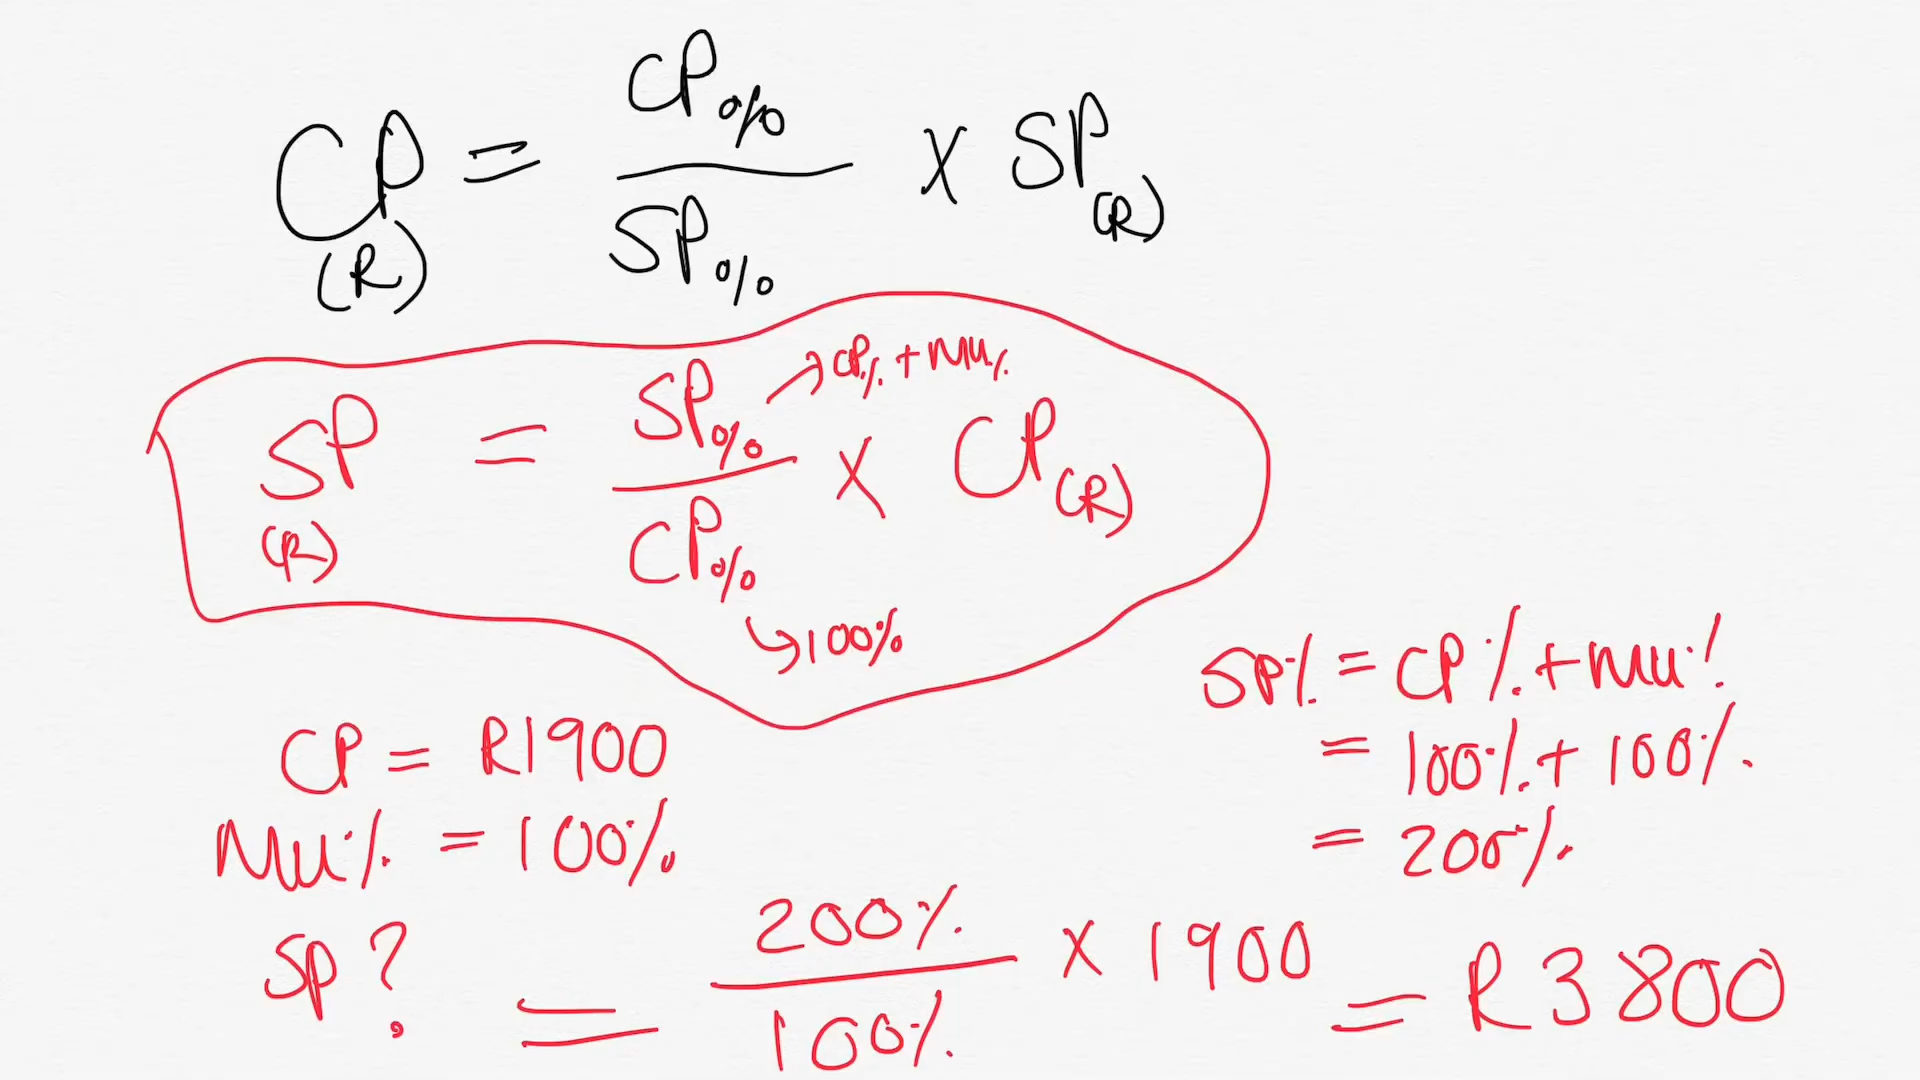 CP(R) = CP% / SP% X SP(R)
SP(R) = SP% / CP% X CP(R)
→ CP% + MU%
↳ 100%
CP = R1900
MU% = 100%
SP?
SP% = CP% + MU%
= 100% + 100%
= 200%
= 200% / 100% X 1900 = R3800